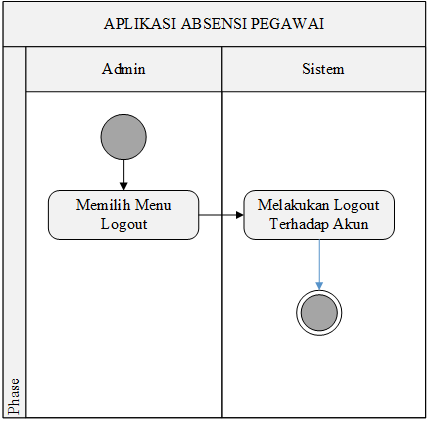 APLIKASI ABSENSI PEGAWAI
Admin
Sistem
Memilih Menu
Logout
Melakukan Logout
Terhadap Akun
Phase